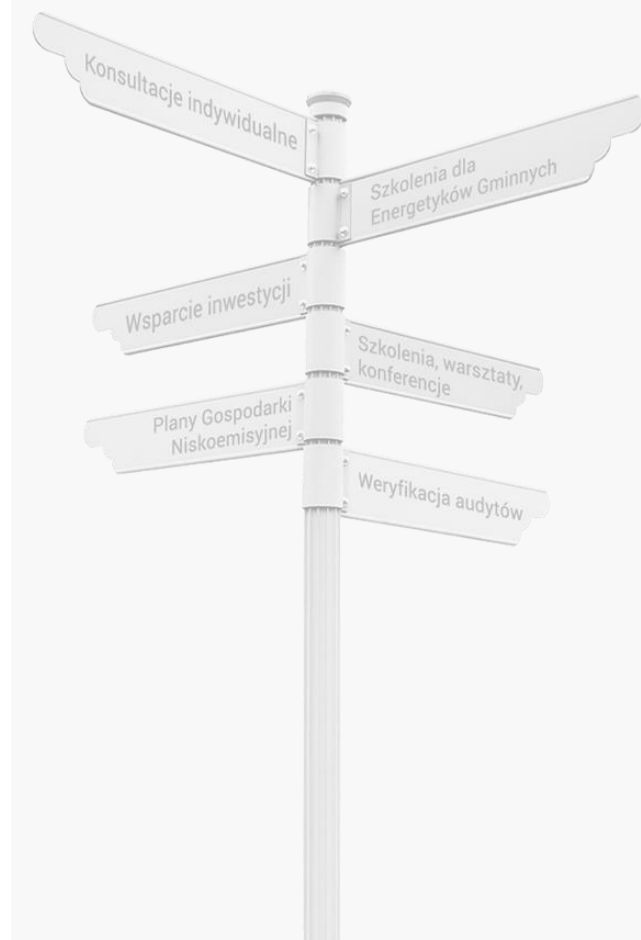 Konsultacje indywidualne
Szkolenia dla
Energetyków Gminnych
Wsparcie inwestycji
Szkolenia, warsztaty,
konferencje
Plany Gospodarki
Niskoemisyjnej
Weryfikacja audytów